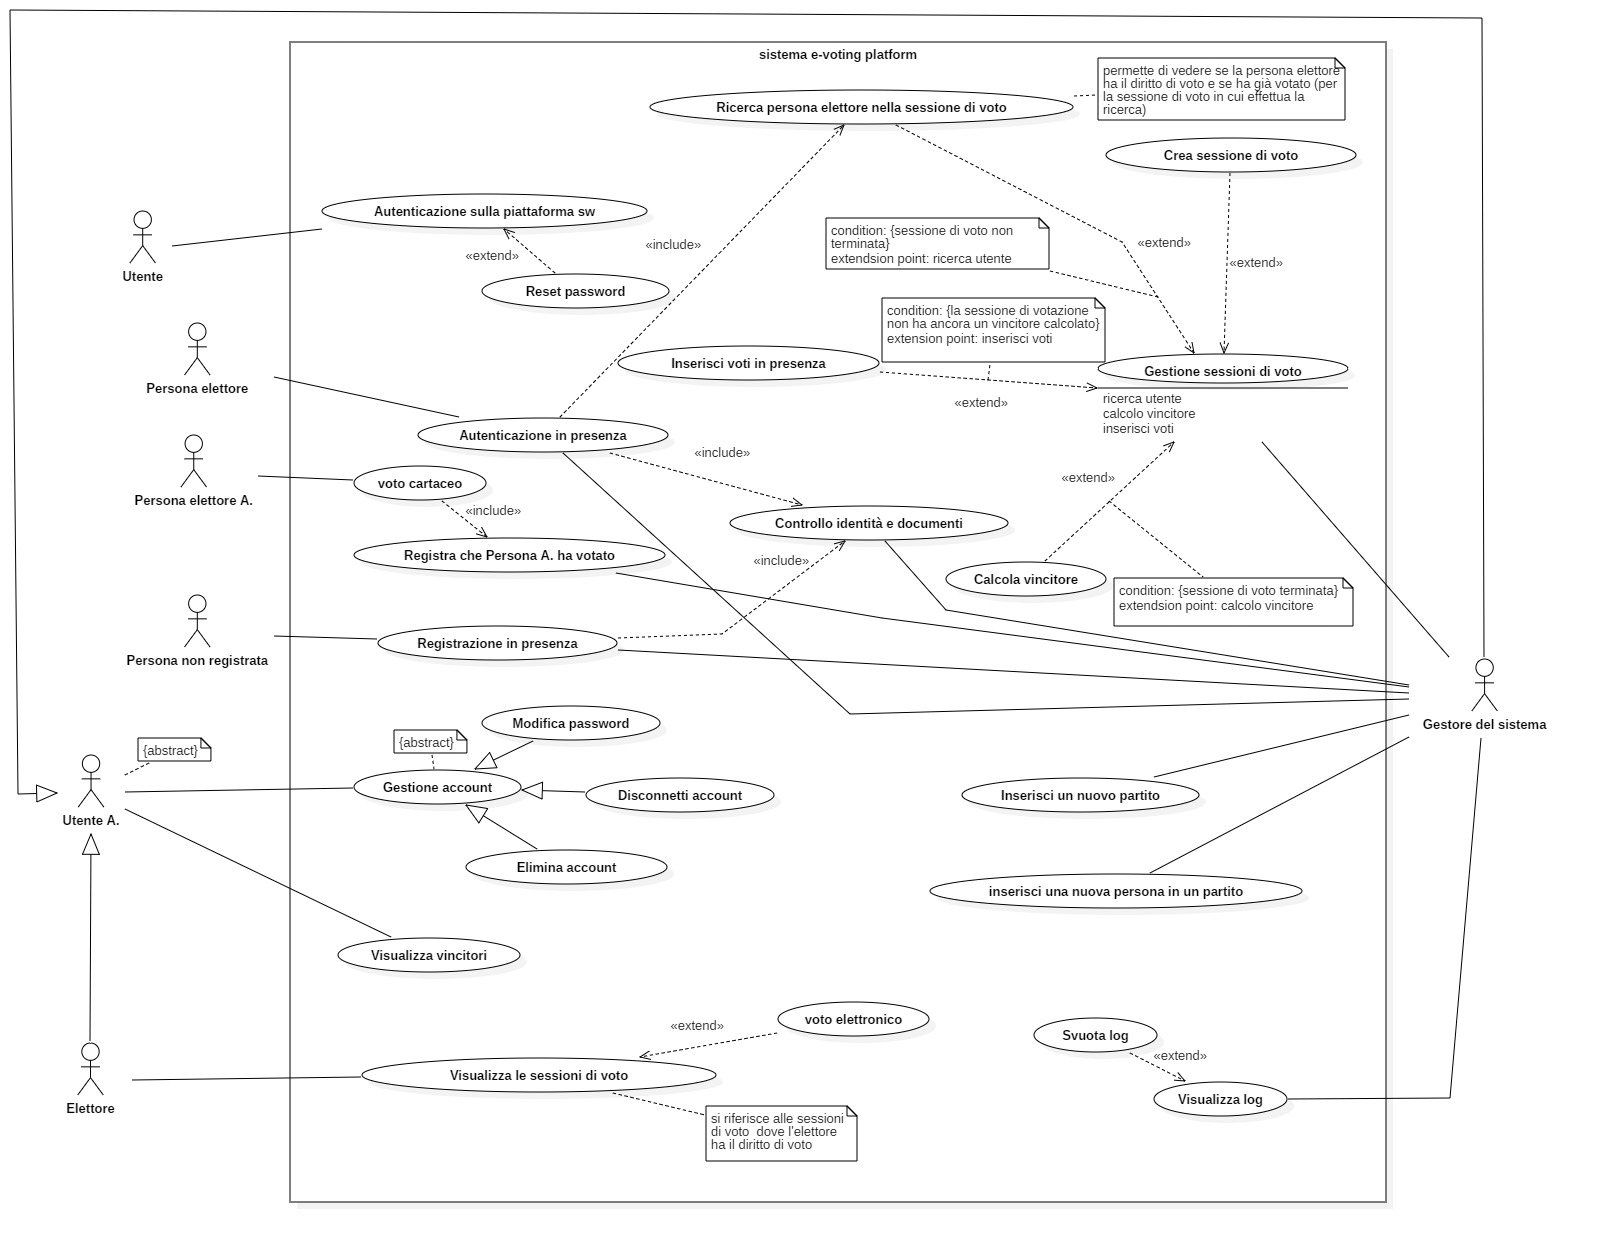 sistema e-voting platform
permette di vedere se la persona elettore
ha il diritto di voto e se ha già votato (per
la sessione di voto in cui effettua la
ricerca)
Ricerca persona elettore nella sessione di voto
Crea sessione di voto
Autenticazione sulla piattaforma sw
Utente
«extend»
Reset password
«include»
condition: {sessione di voto non
terminata}
extendsion point: ricerca utente
«extend»
«extend»
condition: {la sessione di votazione
non ha ancora un vincitore calcolato}
extension point: inserisci voti
Persona elettore
Inserisci voti in presenza
«extend»
Gestione sessioni di voto
ricerca utente
calcolo vincitore
inserisci voti
Autenticazione in presenza
«include»
Persona elettore A.
voto cartaceo
«include»
«extend»
Controllo identità e documenti
Registra che Persona A. ha votato
«include»
Calcola vincitore
condition: {sessione di voto terminata}
extendsion point: calcolo vincitore
Persona non registrata
Registrazione in presenza
Gestore del sistema
Modifica password
{abstract}
{abstract}
Gestione account
Disconnetti account
Inserisci un nuovo partito
Utente A.
Elimina account
inserisci una nuova persona in un partito
Visualizza vincitori
voto elettronico
«extend»
Svuota log
«extend»
Visualizza le sessioni di voto
Visualizza log
Elettore
si riferisce alle sessioni
di voto  dove l'elettore
ha il diritto di voto